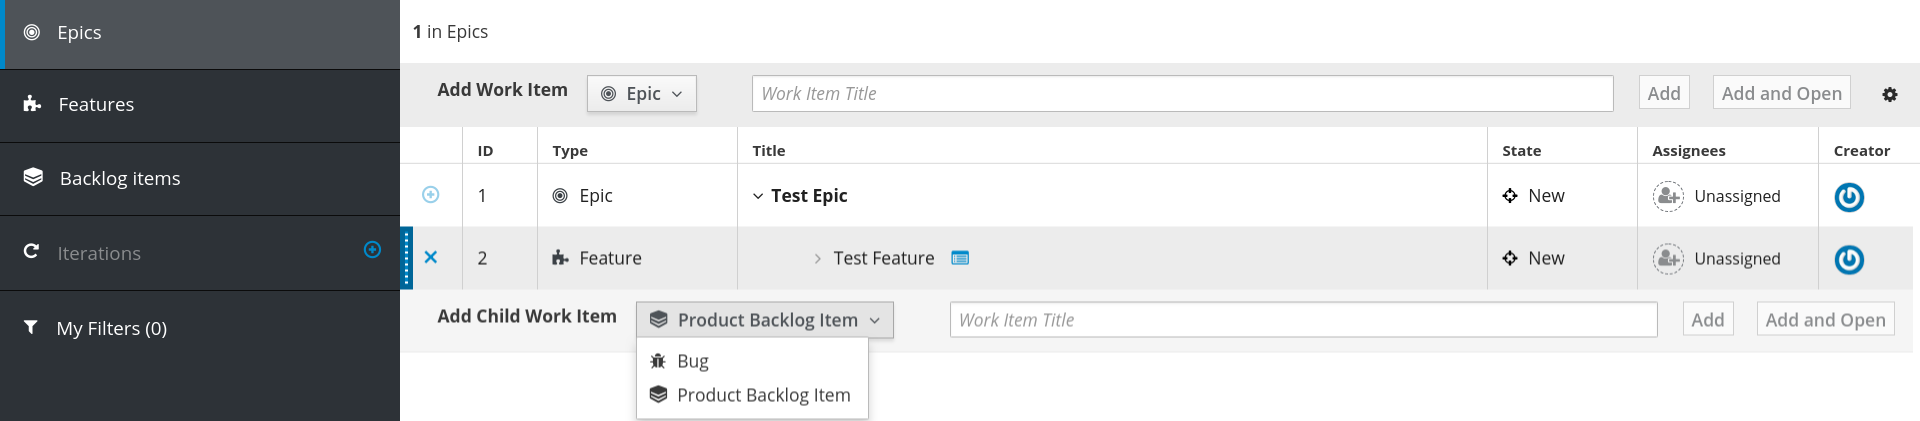 Epics
Features
Backlog items
Iterations
My Filters (0)
1 in Epics
Add Work Item Epic Work Item Title Add Add and Open
ID Type Title State Assignees Creator
1 Epic Test Epic New Unassigned
2 Feature Test Feature New Unassigned
Add Child Work Item Product Backlog Item Work Item Title Add Add and Open
Bug
Product Backlog Item